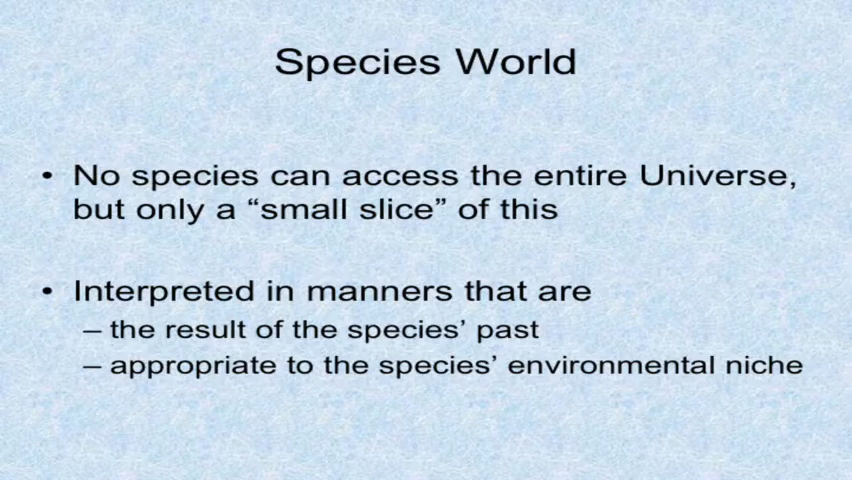 Species World
• No species can access the entire Universe,
but only a “small slice” of this
• Interpreted in manners that are
– the result of the species’ past
– appropriate to the species’ environmental niche